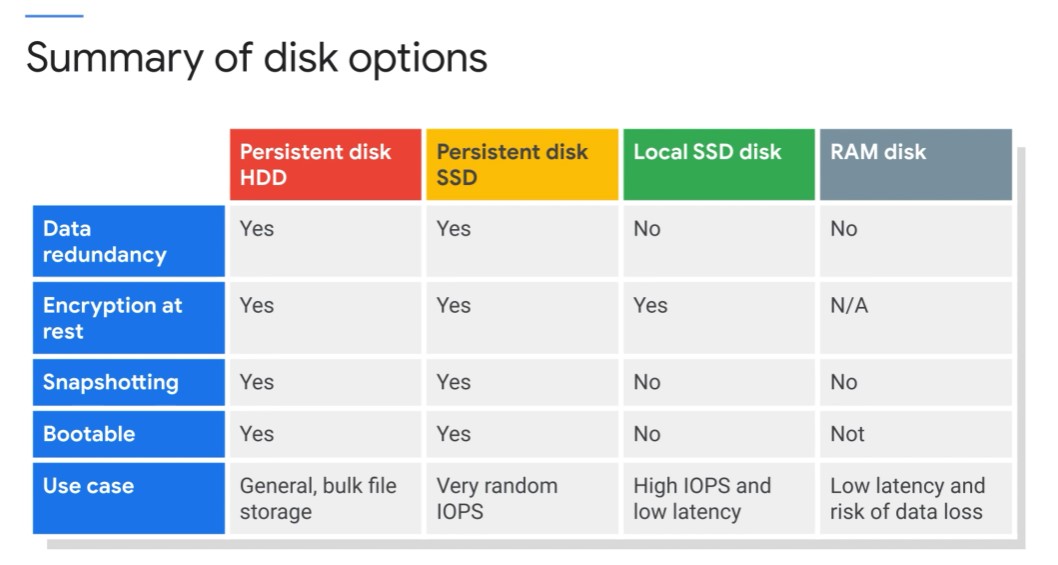 Summary of disk options
Persistent disk
HDD
Persistent disk
SSD
Local SSD disk
RAM disk
Data
redundancy
Yes
Yes
No
No
Encryption at
rest
Yes
Yes
Yes
N/A
Snapshotting
Yes
Yes
No
No
Bootable
Yes
Yes
No
Not
Use case
General, bulk file
storage
Very random
IOPS
High IOPS and
low latency
Low latency and
risk of data loss